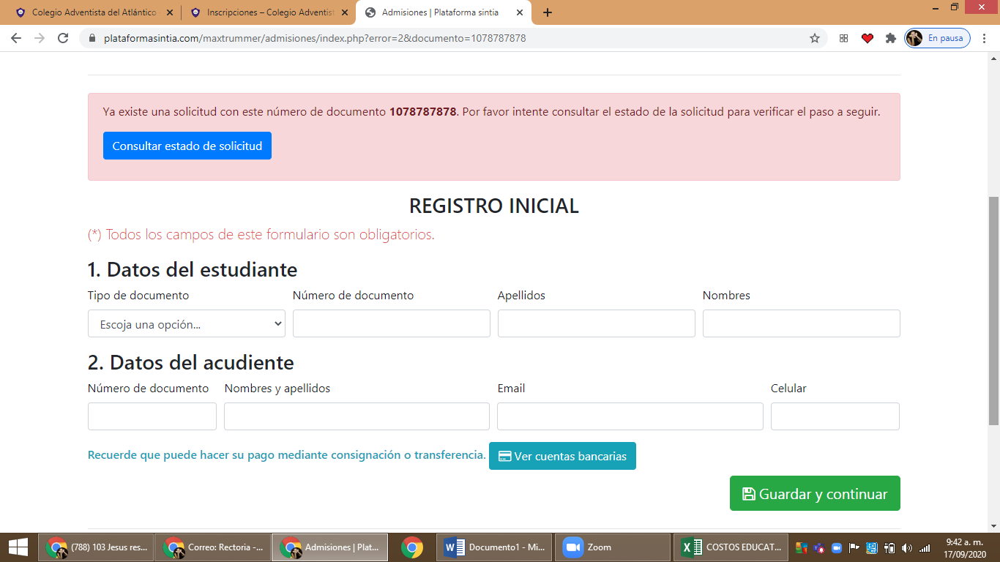 Colegio Adventista del Atlántico
Inscripciones – Colegio Adventist
Admisiones | Plataforma sintia
plataformasintia.com/maxtrummer/admisiones/index.php?error=2&documento=1078787878
En pausa
Ya existe una solicitud con este número de documento 1078787878. Por favor intente consultar el estado de la solicitud para verificar el paso a seguir.
Consultar estado de solicitud
REGISTRO INICIAL
(*) Todos los campos de este formulario son obligatorios.
1. Datos del estudiante
Tipo de documento Número de documento Apellidos Nombres
Escoja una opción...
2. Datos del acudiente
Número de documento Nombres y apellidos Email Celular
Recuerde que puede hacer su pago mediante consignación o transferencia. Ver cuentas bancarias
Guardar y continuar
(788) 103 Jesus res...
Correo: Rectoria -...
Admisiones | Plat...
Documento1 - Mi...
Zoom
COSTOS EDUCAT...
9:42 a. m.
17/09/2020